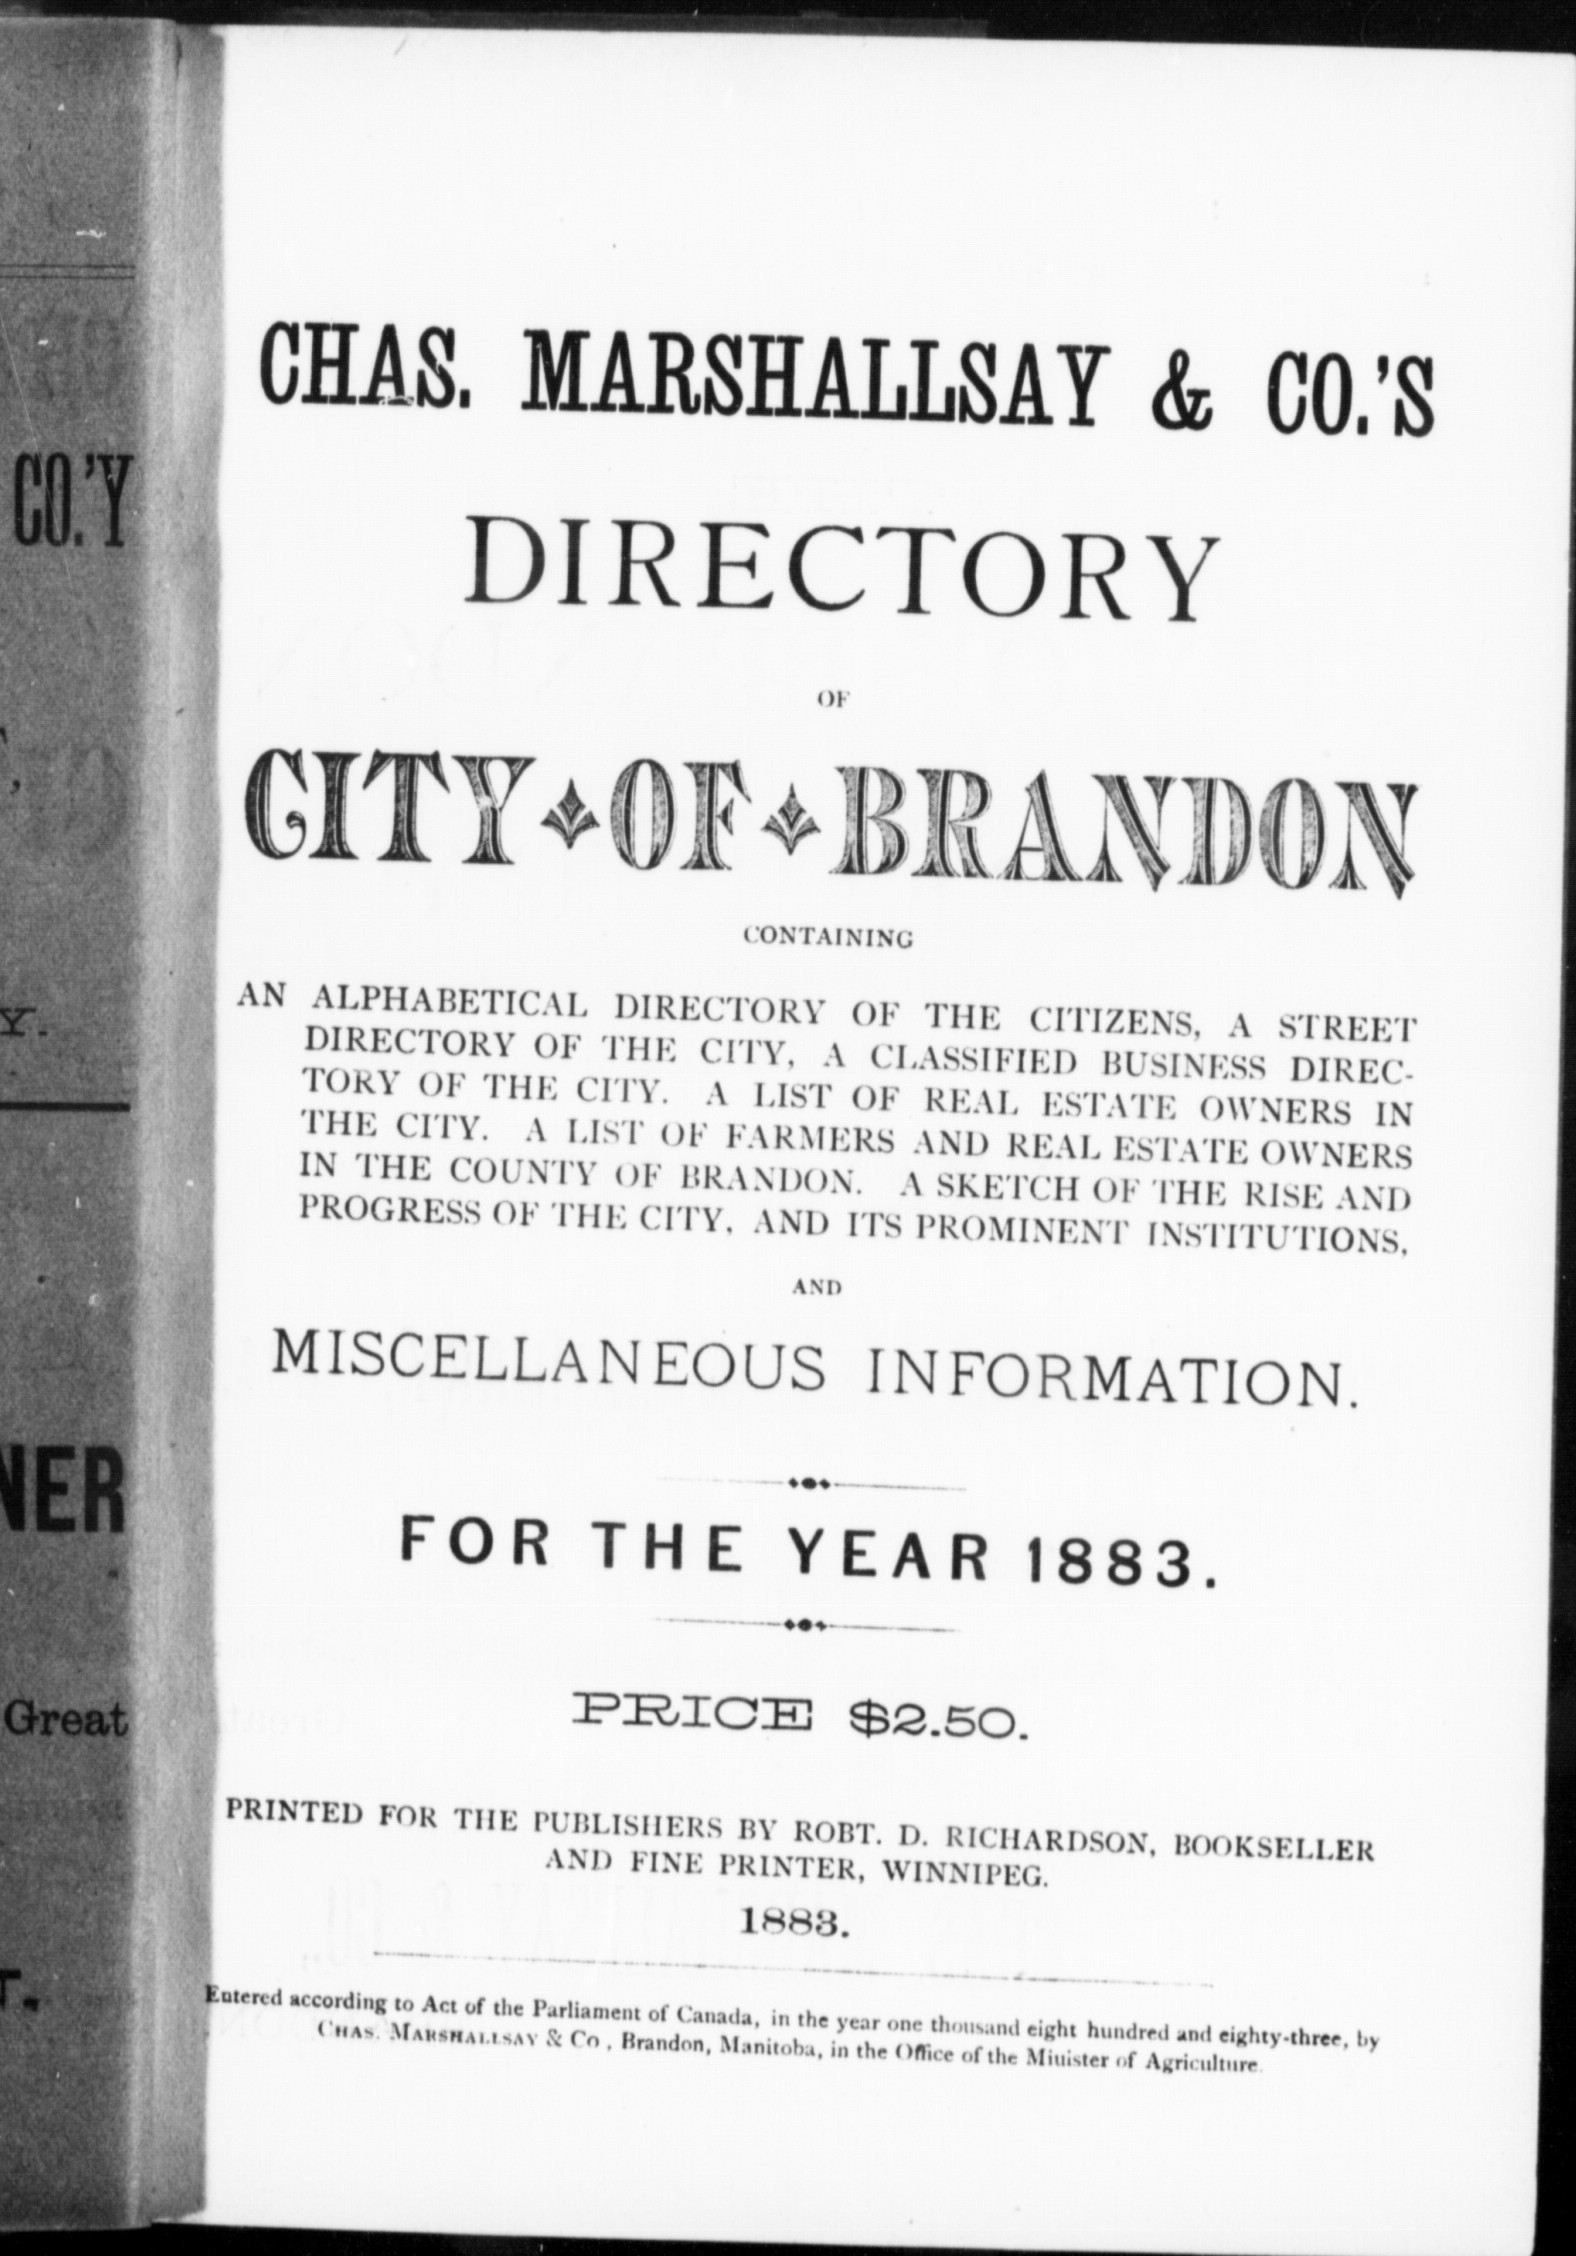 CO.'Y
Y.
NER
Great
T.
CHAS. MARSHALLSAY & CO.'S
DIRECTORY
OF
CITY OF BRANDON
CONTAINING
AN ALPHABETICAL DIRECTORY OF THE CITIZENS, A STREET
DIRECTORY OF THE CITY, A CLASSIFIED BUSINESS DIREC-
TORY OF THE CITY. A LIST OF REAL ESTATE OWNERS IN
THE CITY. A LIST OF FARMERS AND REAL ESTATE OWNERS
IN THE COUNTY OF BRANDON. A SKETCH OF THE RISE AND
PROGRESS OF THE CITY, AND ITS PROMINENT INSTITUTIONS,
AND
MISCELLANEOUS INFORMATION.
FOR THE YEAR 1883.
PRICE $2.50.
PRINTED FOR THE PUBLISHERS BY ROBT. D. RICHARDSON, BOOKSELLER
AND FINE PRINTER, WINNIPEG.
1883.
Entered according to Act of the Parliament of Canada, in the year one thousand eight hundred and eighty-three, by
CHAS. MARSHALLSAY & CO., Brandon, Manitoba, in the Office of the Miuister of Agriculture.